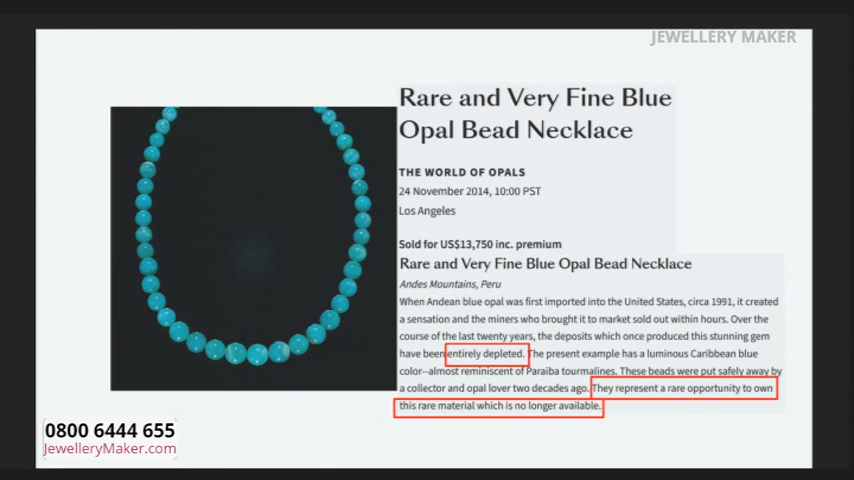 JEWELLERY MAKER
Rare and Very Fine Blue
Opal Bead Necklace
THE WORLD OF OPALS
24 November 2014, 10:00 PST
Los Angeles
Sold for US$13,750 inc. premium
Rare and Very Fine Blue Opal Bead Necklace
Andes Mountains, Peru
When Andean blue opal was first imported into the United States, circa 1991, it created
a sensation and the miners who brought it to market sold out within hours. Over the
course of the last twenty years, the deposits which once produced this stunning gem
have been entirely depleted. The present example has a luminous Caribbean blue
color--almost reminiscent of Paraiba tourmalines. These beads were put safely away by
a collector and opal lover two decades ago. They represent a rare opportunity to own
this rare material which is no longer available.
0800 6444 655
JewelleryMaker.com